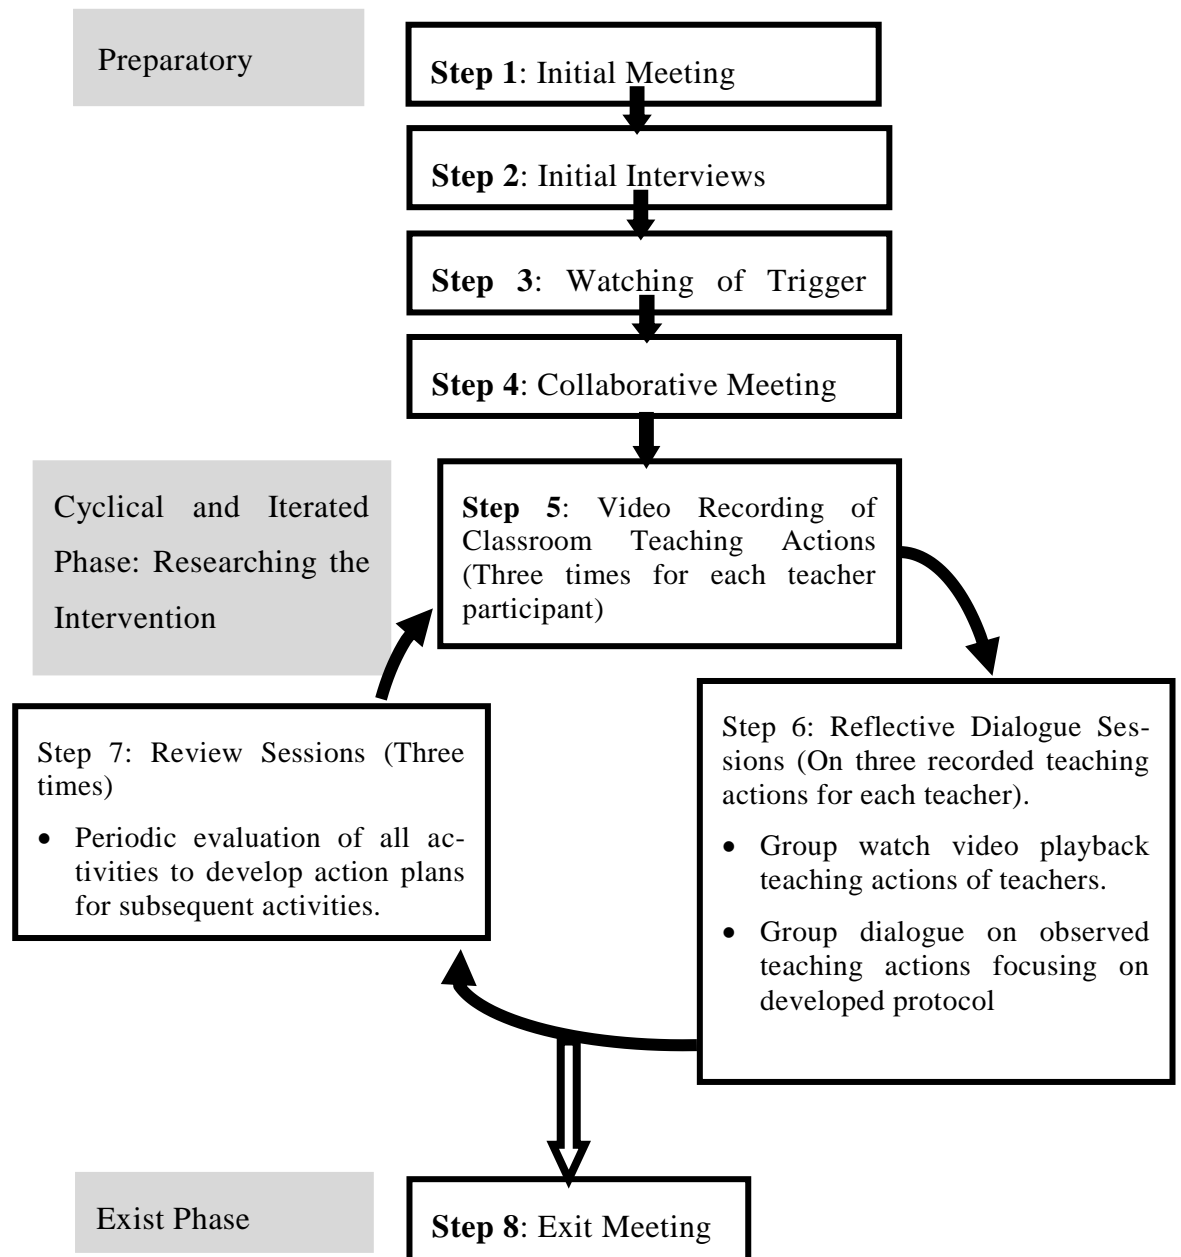 Preparatory
Step 1: Initial Meeting
Step 2: Initial Interviews
Step 3: Watching of Trigger
Step 4: Collaborative Meeting
Cyclical and Iterated
Phase: Researching the
Intervention
Step 5: Video Recording of
Classroom Teaching Actions
(Three times for each teacher
participant)
Step 6: Reflective Dialogue Ses-
sions (On three recorded teaching
actions for each teacher).
• Group watch video playback
teaching actions of teachers.
• Group dialogue on observed
teaching actions focusing on
developed protocol
Step 7: Review Sessions (Three
times)
• Periodic evaluation of all ac-
tivities to develop action plans
for subsequent activities.
Exist Phase
Step 8: Exit Meeting